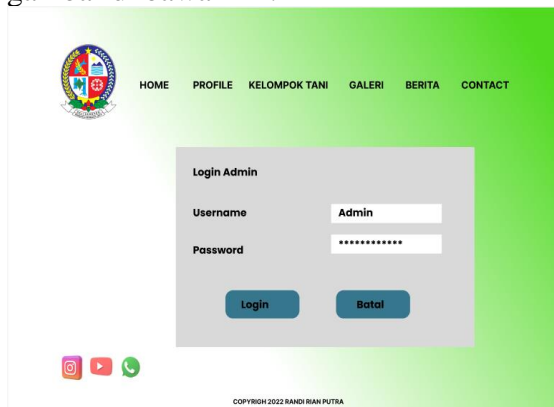 HOME PROFILE KELOMPOK TANI GALERI BERITA CONTACT
Login Admin
Username Admin
Password ************
Login Batal
COPYRIGH 2022 RANDI RIAN PUTRA